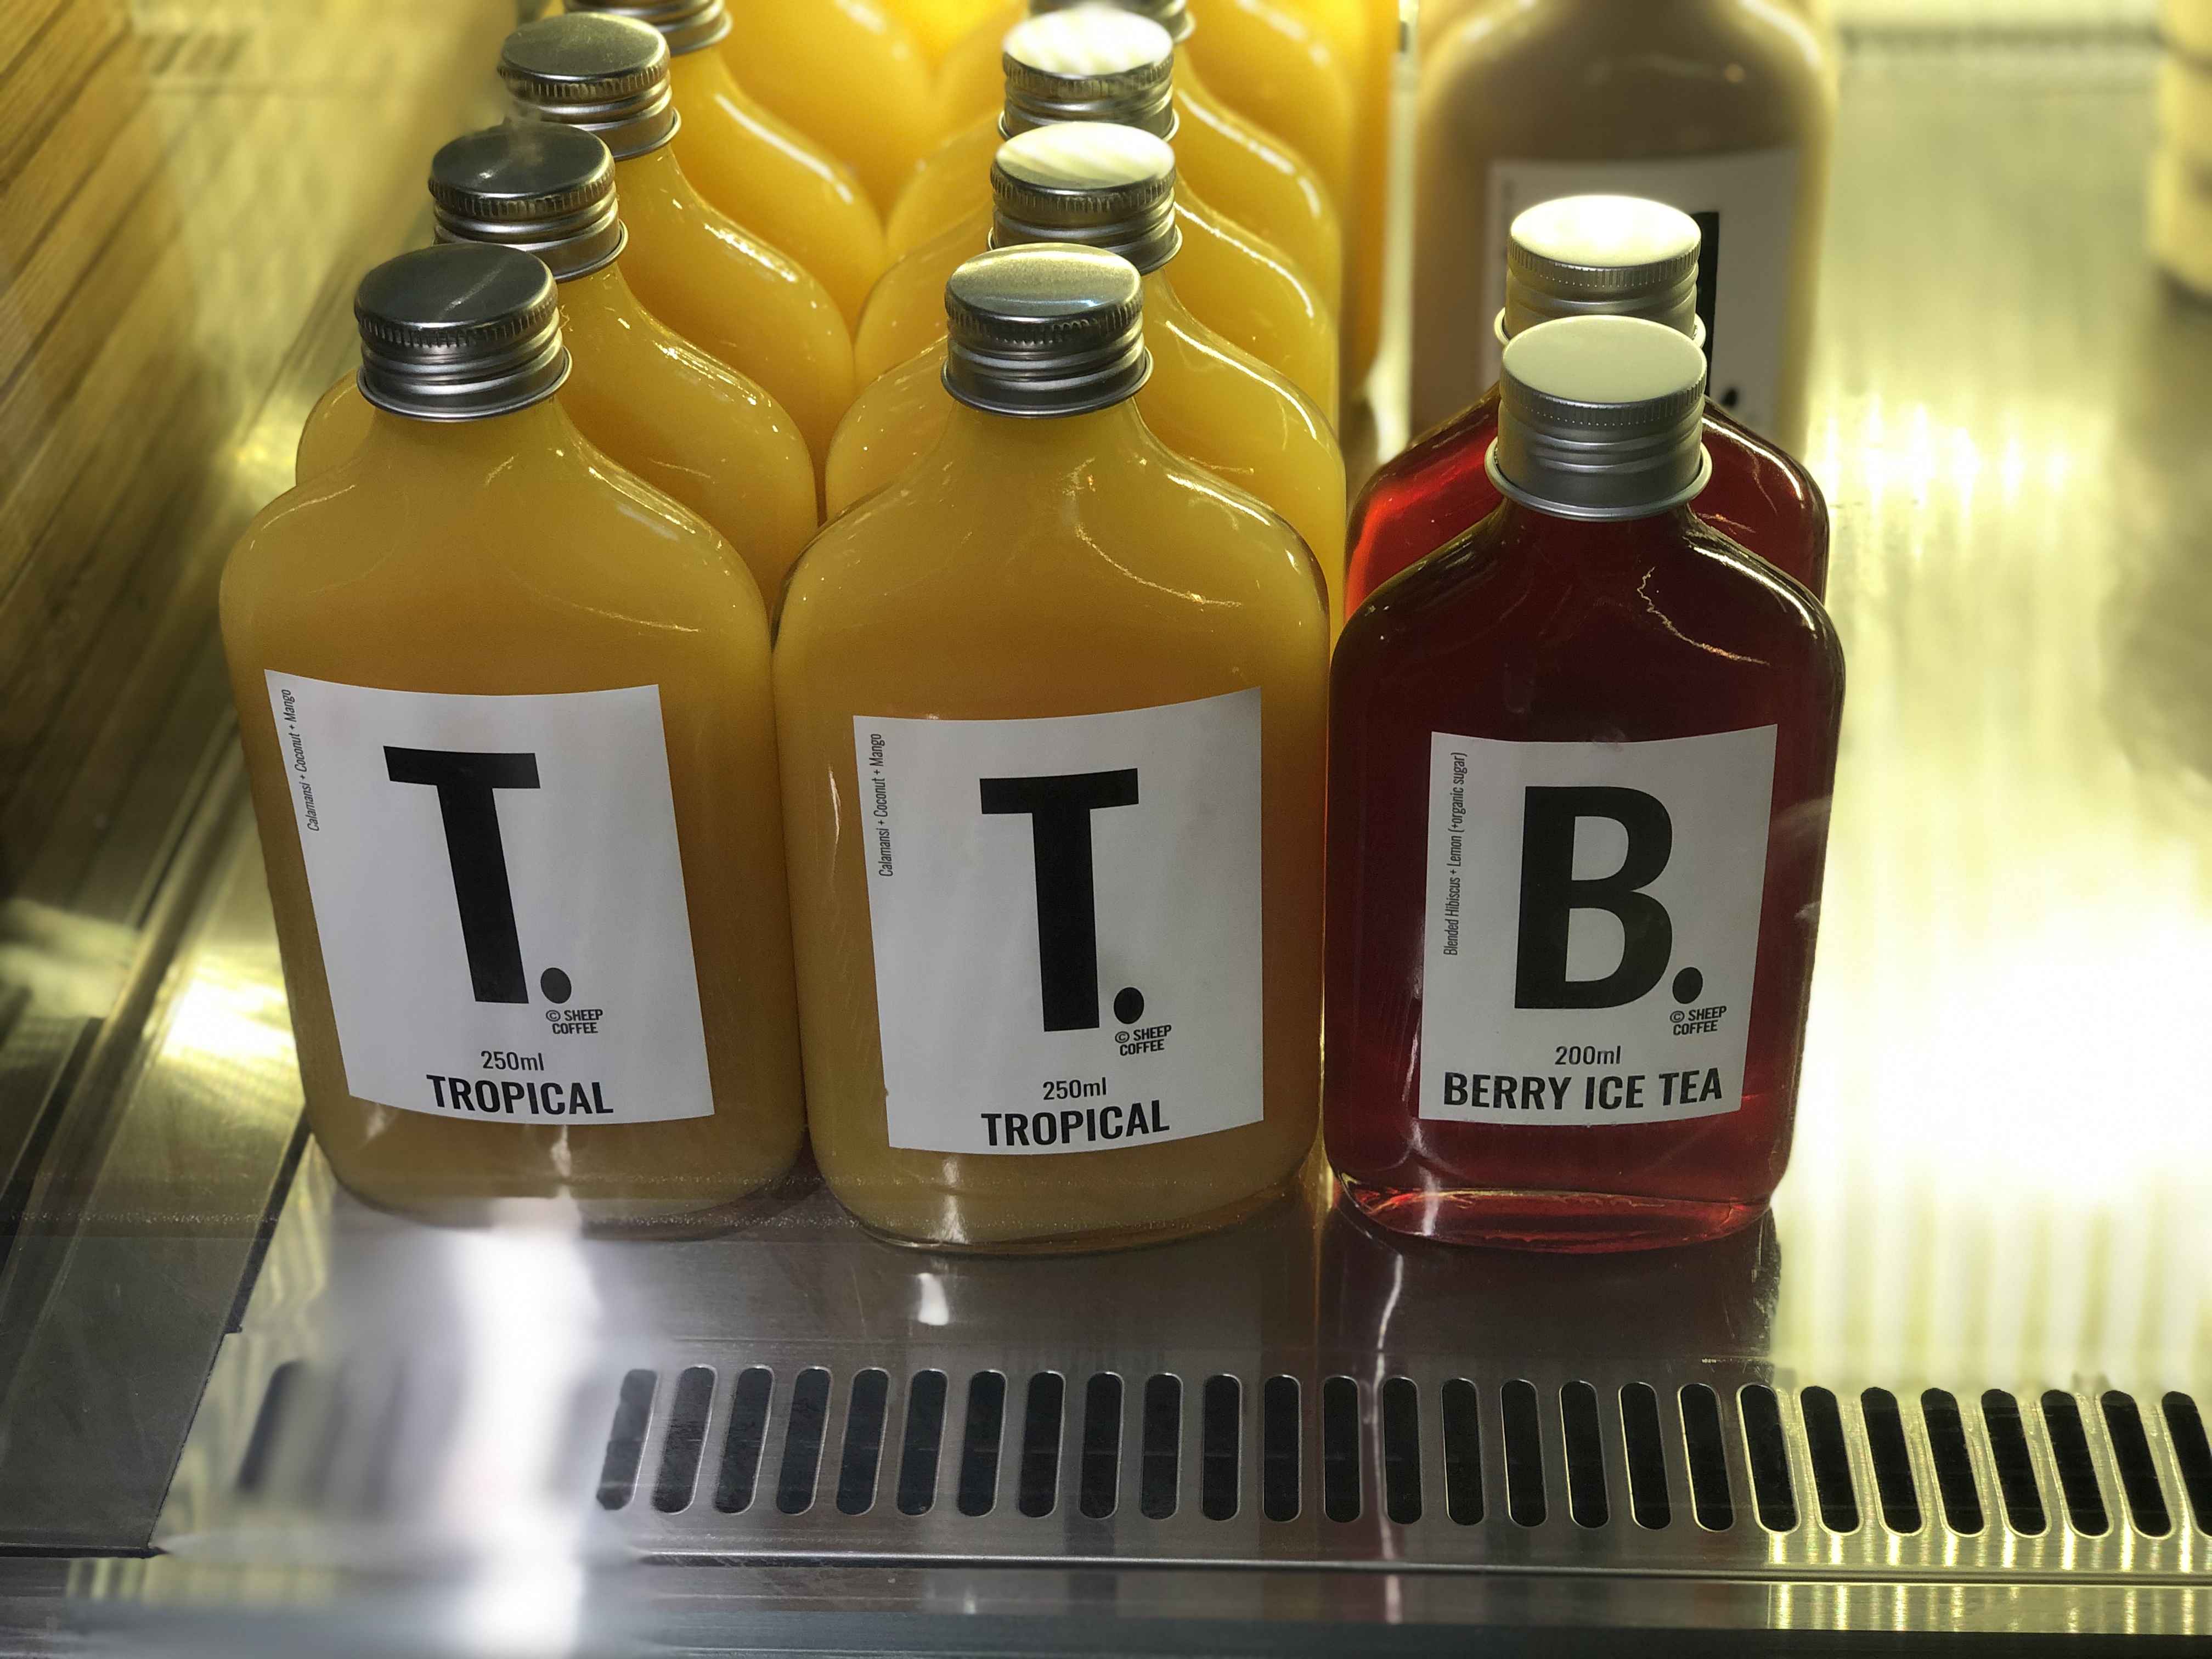 Calamansi + Coconut + Mango
T.
© SHEEP
COFFEE
250ml
TROPICAL
Calamansi + Coconut + Mango
T.
© SHEEP
COFFEE
250ml
TROPICAL
Blended Hibiscus + Lemon (+organic sugar)
B.
© SHEEP
COFFEE
200ml
BERRY ICE TEA